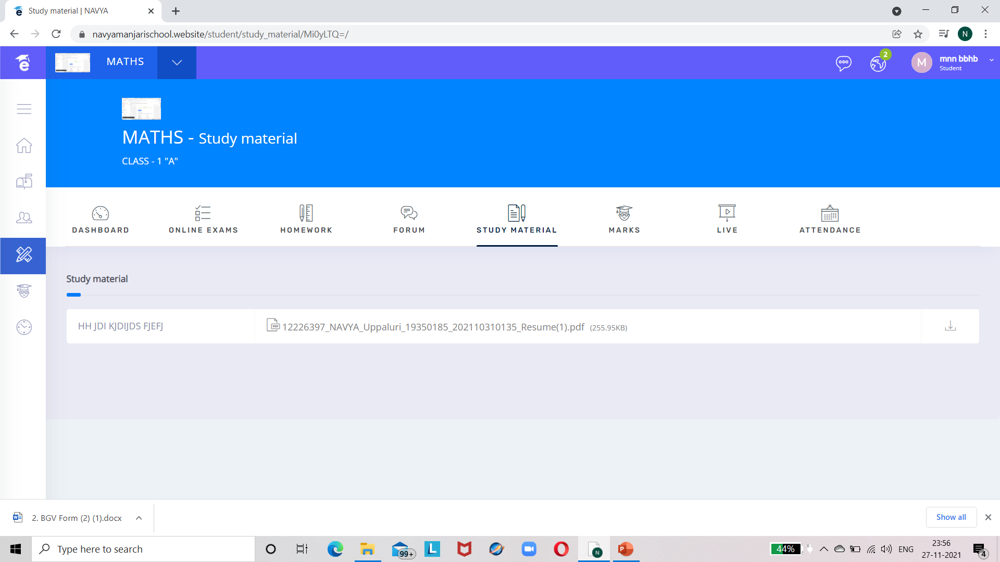 Study material | NAVYA
navyamanjarischool.website/student/study_material/Mi0yLTQ=/
N
e
MATHS
2
M
mnn bbhb
Student
MATHS - Study material
CLASS - 1 "A"
DASHBOARD
ONLINE EXAMS
HOMEWORK
FORUM
STUDY MATERIAL
MARKS
LIVE
ATTENDANCE
Study material
HH JDI KJDIJDS FJEFJ
PDF
12226397_NAVYA_Uppaluri_19350185_202110310135_Resume(1).pdf (255.95KB)
2. BGV Form (2) (1).docx
Show all
Type here to search
99+
L
N
P
44%
ENG
23:56
27-11-2021
4